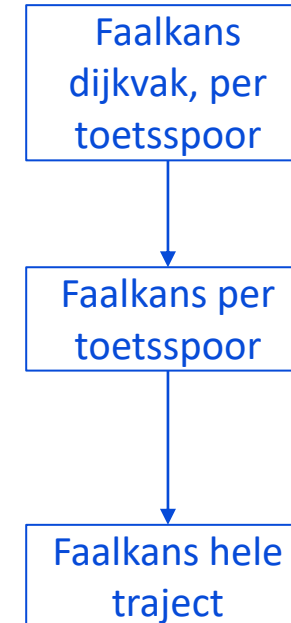 Faalkans
dijkvak, per
toetsspoor
Faalkans per
toetsspoor
Faalkans hele
traject